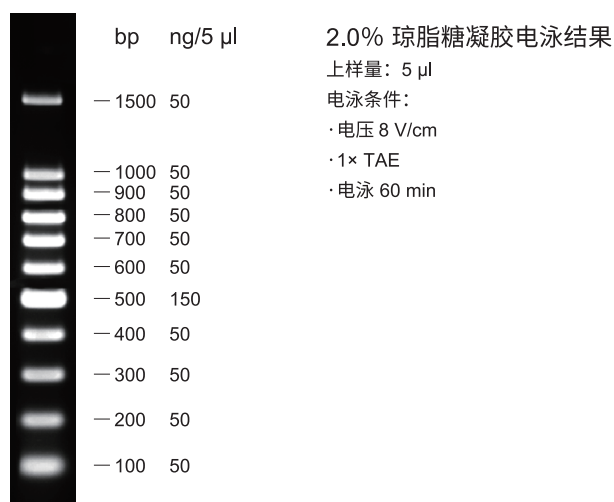 bp ng/5 µl
1500 50
1000 50
900 50
800 50
700 50
600 50
500 150
400 50
300 50
200 50
100 50
2.0% 琼脂糖凝胶电泳结果
上样量：5 µl
电泳条件：
·电压 8 V/cm
·1× TAE
·电泳 60 min